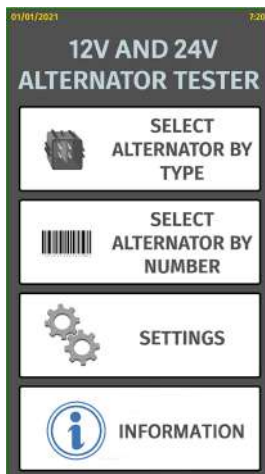 01/01/2021 7:20
12V AND 24V
ALTERNATOR TESTER
SELECT
ALTERNATOR BY
TYPE
SELECT
ALTERNATOR BY
NUMBER
SETTINGS
INFORMATION